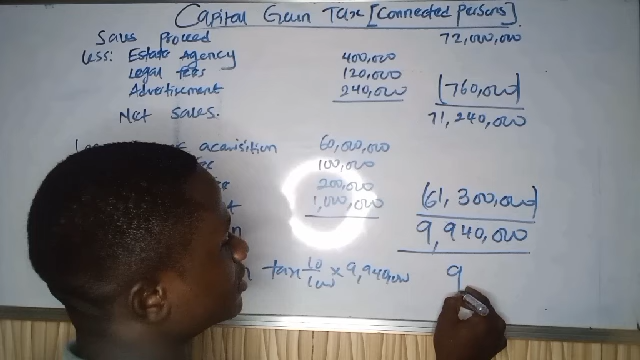 Capital Gain Tax [Connected Persons]
Sales Proceed 72,000,000
Less: Estate Agency 400,000
Legal fees 120,000
Advertisement 240,000 (760,000)
Net Sales. 71,240,000
acquisition 60,000,000
100,000
200,000
1,000,000 (61,300,000)
9,940,000
tax 10/100 x 9,940,000 9